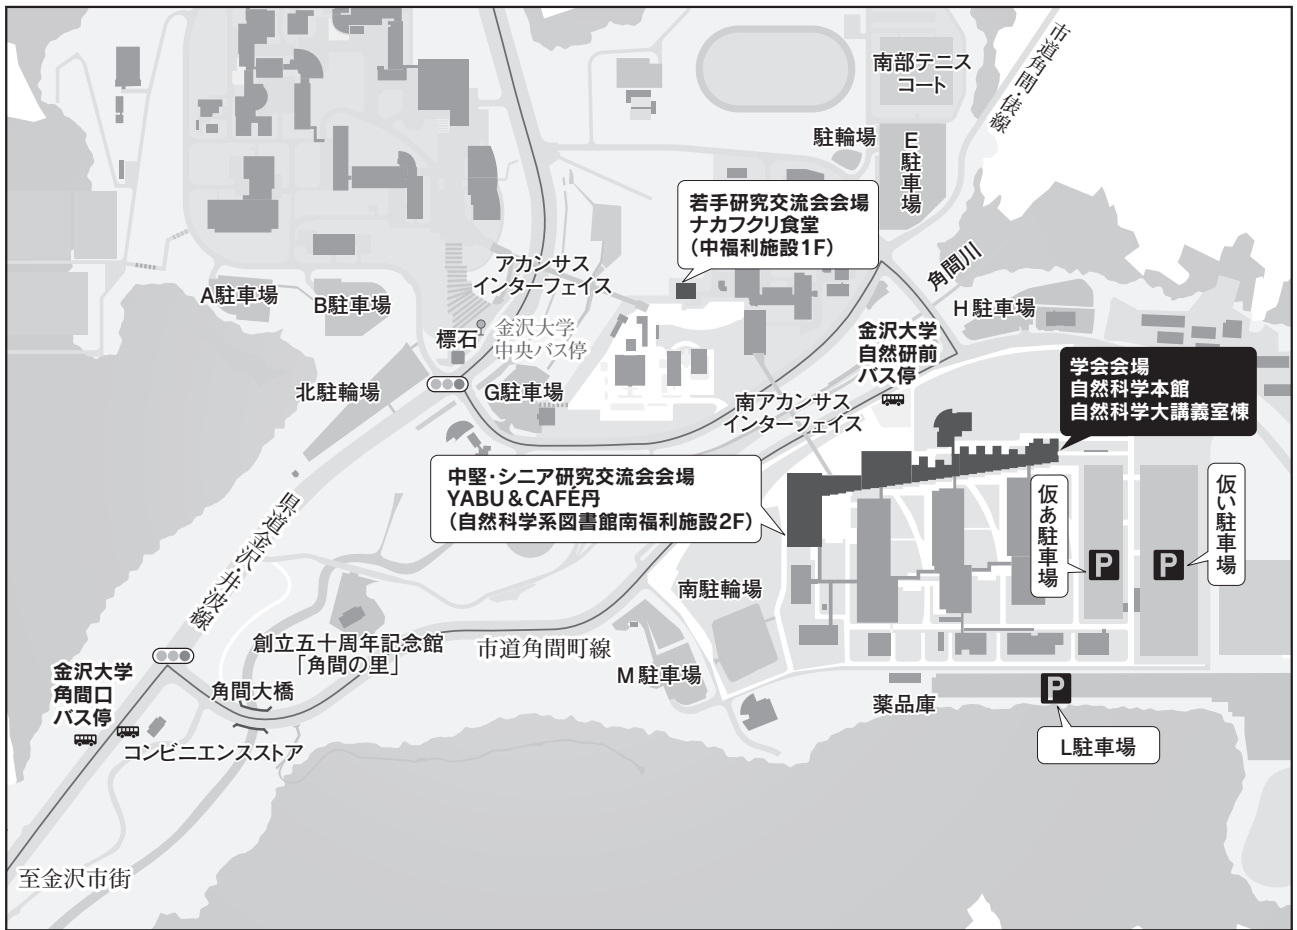 市道角間・俵線
南部テニス
コート
駐輪場
E駐車場
若手研究交流会会場
ナカフクリ食堂
（中福利施設1F）
角間川
アカンサス
インターフェイス
A駐車場
B駐車場
H駐車場
標石
金沢大学
中央バス停
金沢大学
自然研前
バス停
学会会場
自然科学本館
自然科学大講義室棟
北駐輪場
G駐車場
南アカンサス
インターフェイス
中堅・シニア研究交流会会場
YABU＆CAFÉ丹
（自然科学系図書館南福利施設2F）
仮あ駐車場
P
P
仮い駐車場
県道金沢・井波線
南駐輪場
創立五十周年記念館
「角間の里」
市道角間町線
M駐車場
金沢大学
角間口
バス停
角間大橋
薬品庫
P
コンビニエンスストア
L駐車場
至金沢市街